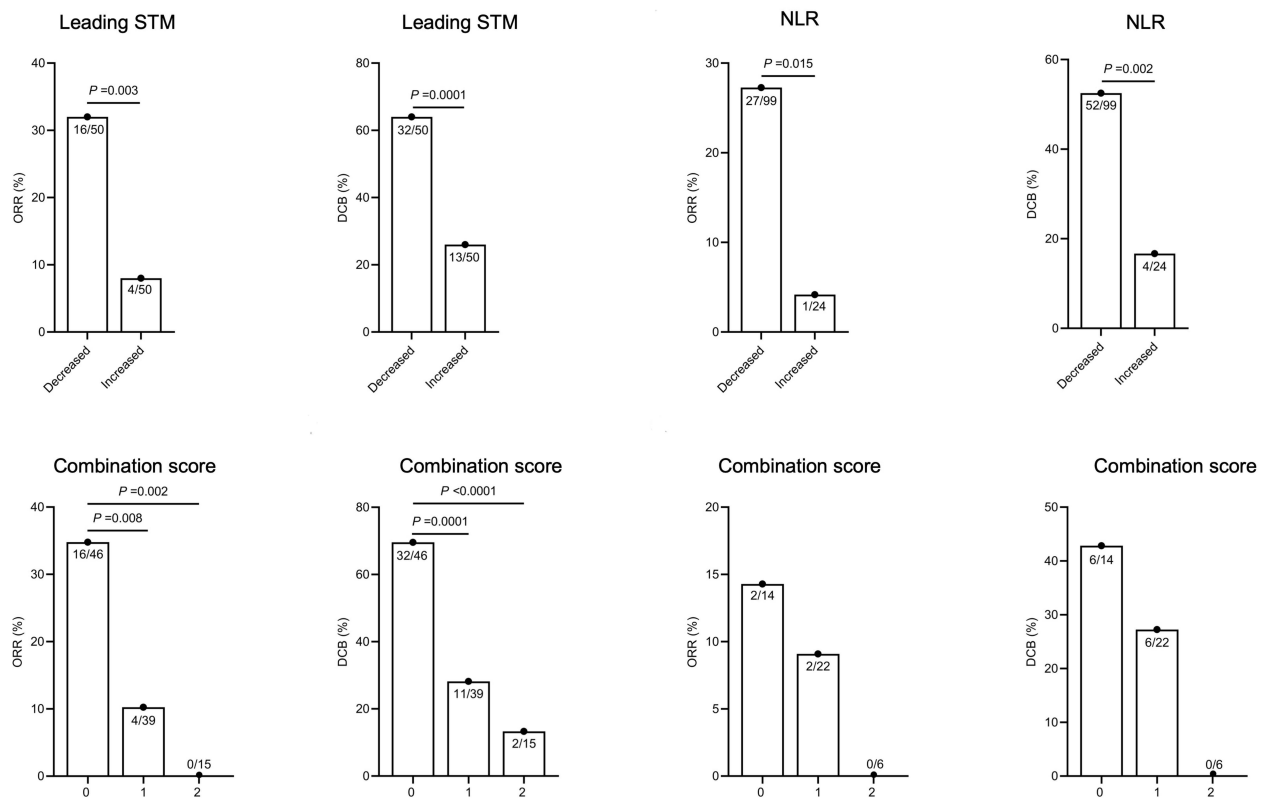 Leading STM
40
30
20
10
0
ORR (%)
P =0.003
16/50
4/50
Decreased
Increased
Leading STM
80
60
40
20
0
DCB (%)
P =0.0001
32/50
13/50
Decreased
Increased
NLR
30
20
10
0
ORR (%)
P =0.015
27/99
1/24
Decreased
Increased
NLR
60
40
20
0
DCB (%)
P =0.002
52/99
4/24
Decreased
Increased
Combination score
40
30
20
10
0
ORR (%)
P =0.002
P =0.008
16/46
4/39
0/15
0 1 2
Combination score
80
60
40
20
0
DCB (%)
P <0.0001
P =0.0001
32/46
11/39
2/15
0 1 2
Combination score
20
15
10
5
0
ORR (%)
2/14
2/22
0/6
0 1 2
Combination score
50
40
30
20
10
0
DCB (%)
6/14
6/22
0/6
0 1 2